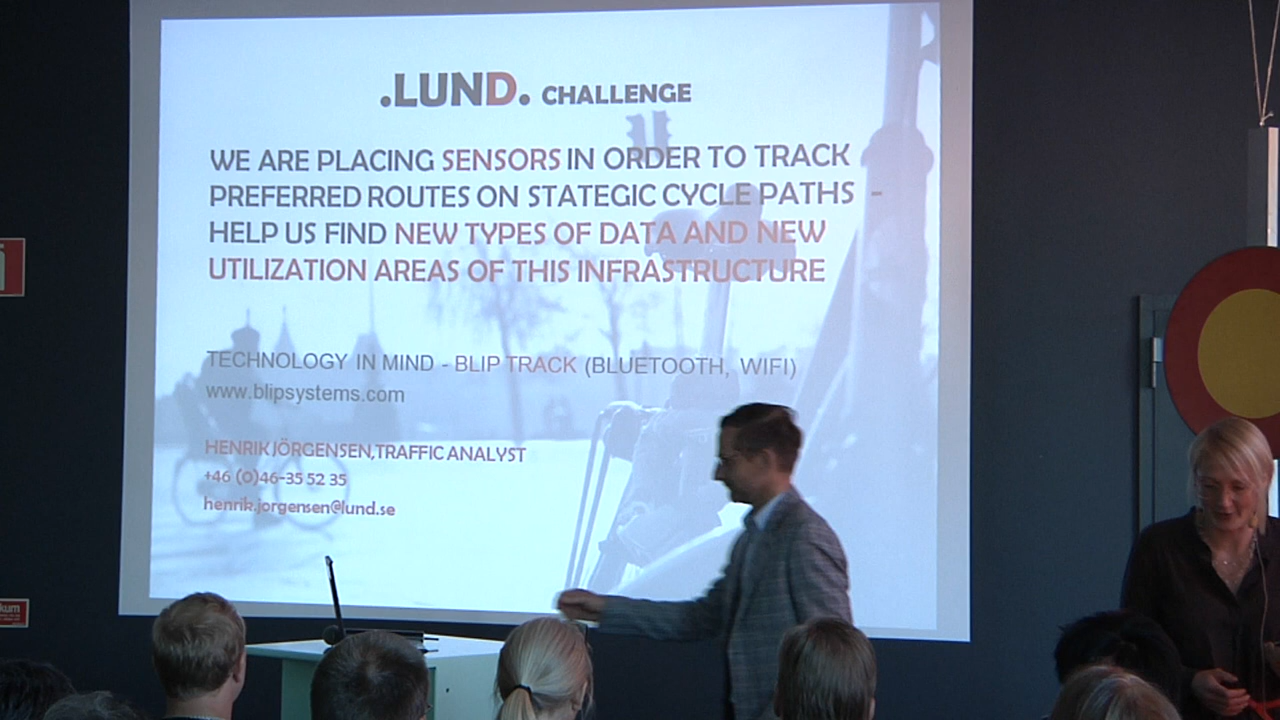 .LUND. CHALLENGE
WE ARE PLACING SENSORS IN ORDER TO TRACK
PREFERRED ROUTES ON STATEGIC CYCLE PATHS -
HELP US FIND NEW TYPES OF DATA AND NEW
UTILIZATION AREAS OF THIS INFRASTRUCTURE
TECHNOLOGY IN MIND - BLIP TRACK (BLUETOOTH, WIFI)
www.blipsystems.com
HENRIK JÖRGENSEN, TRAFFIC ANALYST
+46 (0)46-35 52 35
henrik.jorgensen@lund.se